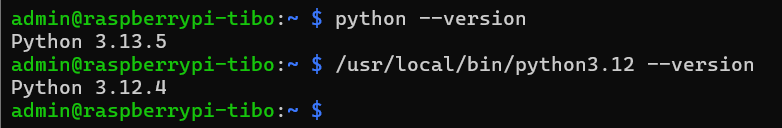 admin@raspberrypi-tibo:~ $ python --version
Python 3.13.5
admin@raspberrypi-tibo:~ $ /usr/local/bin/python3.12 --version
Python 3.12.4
admin@raspberrypi-tibo:~ $